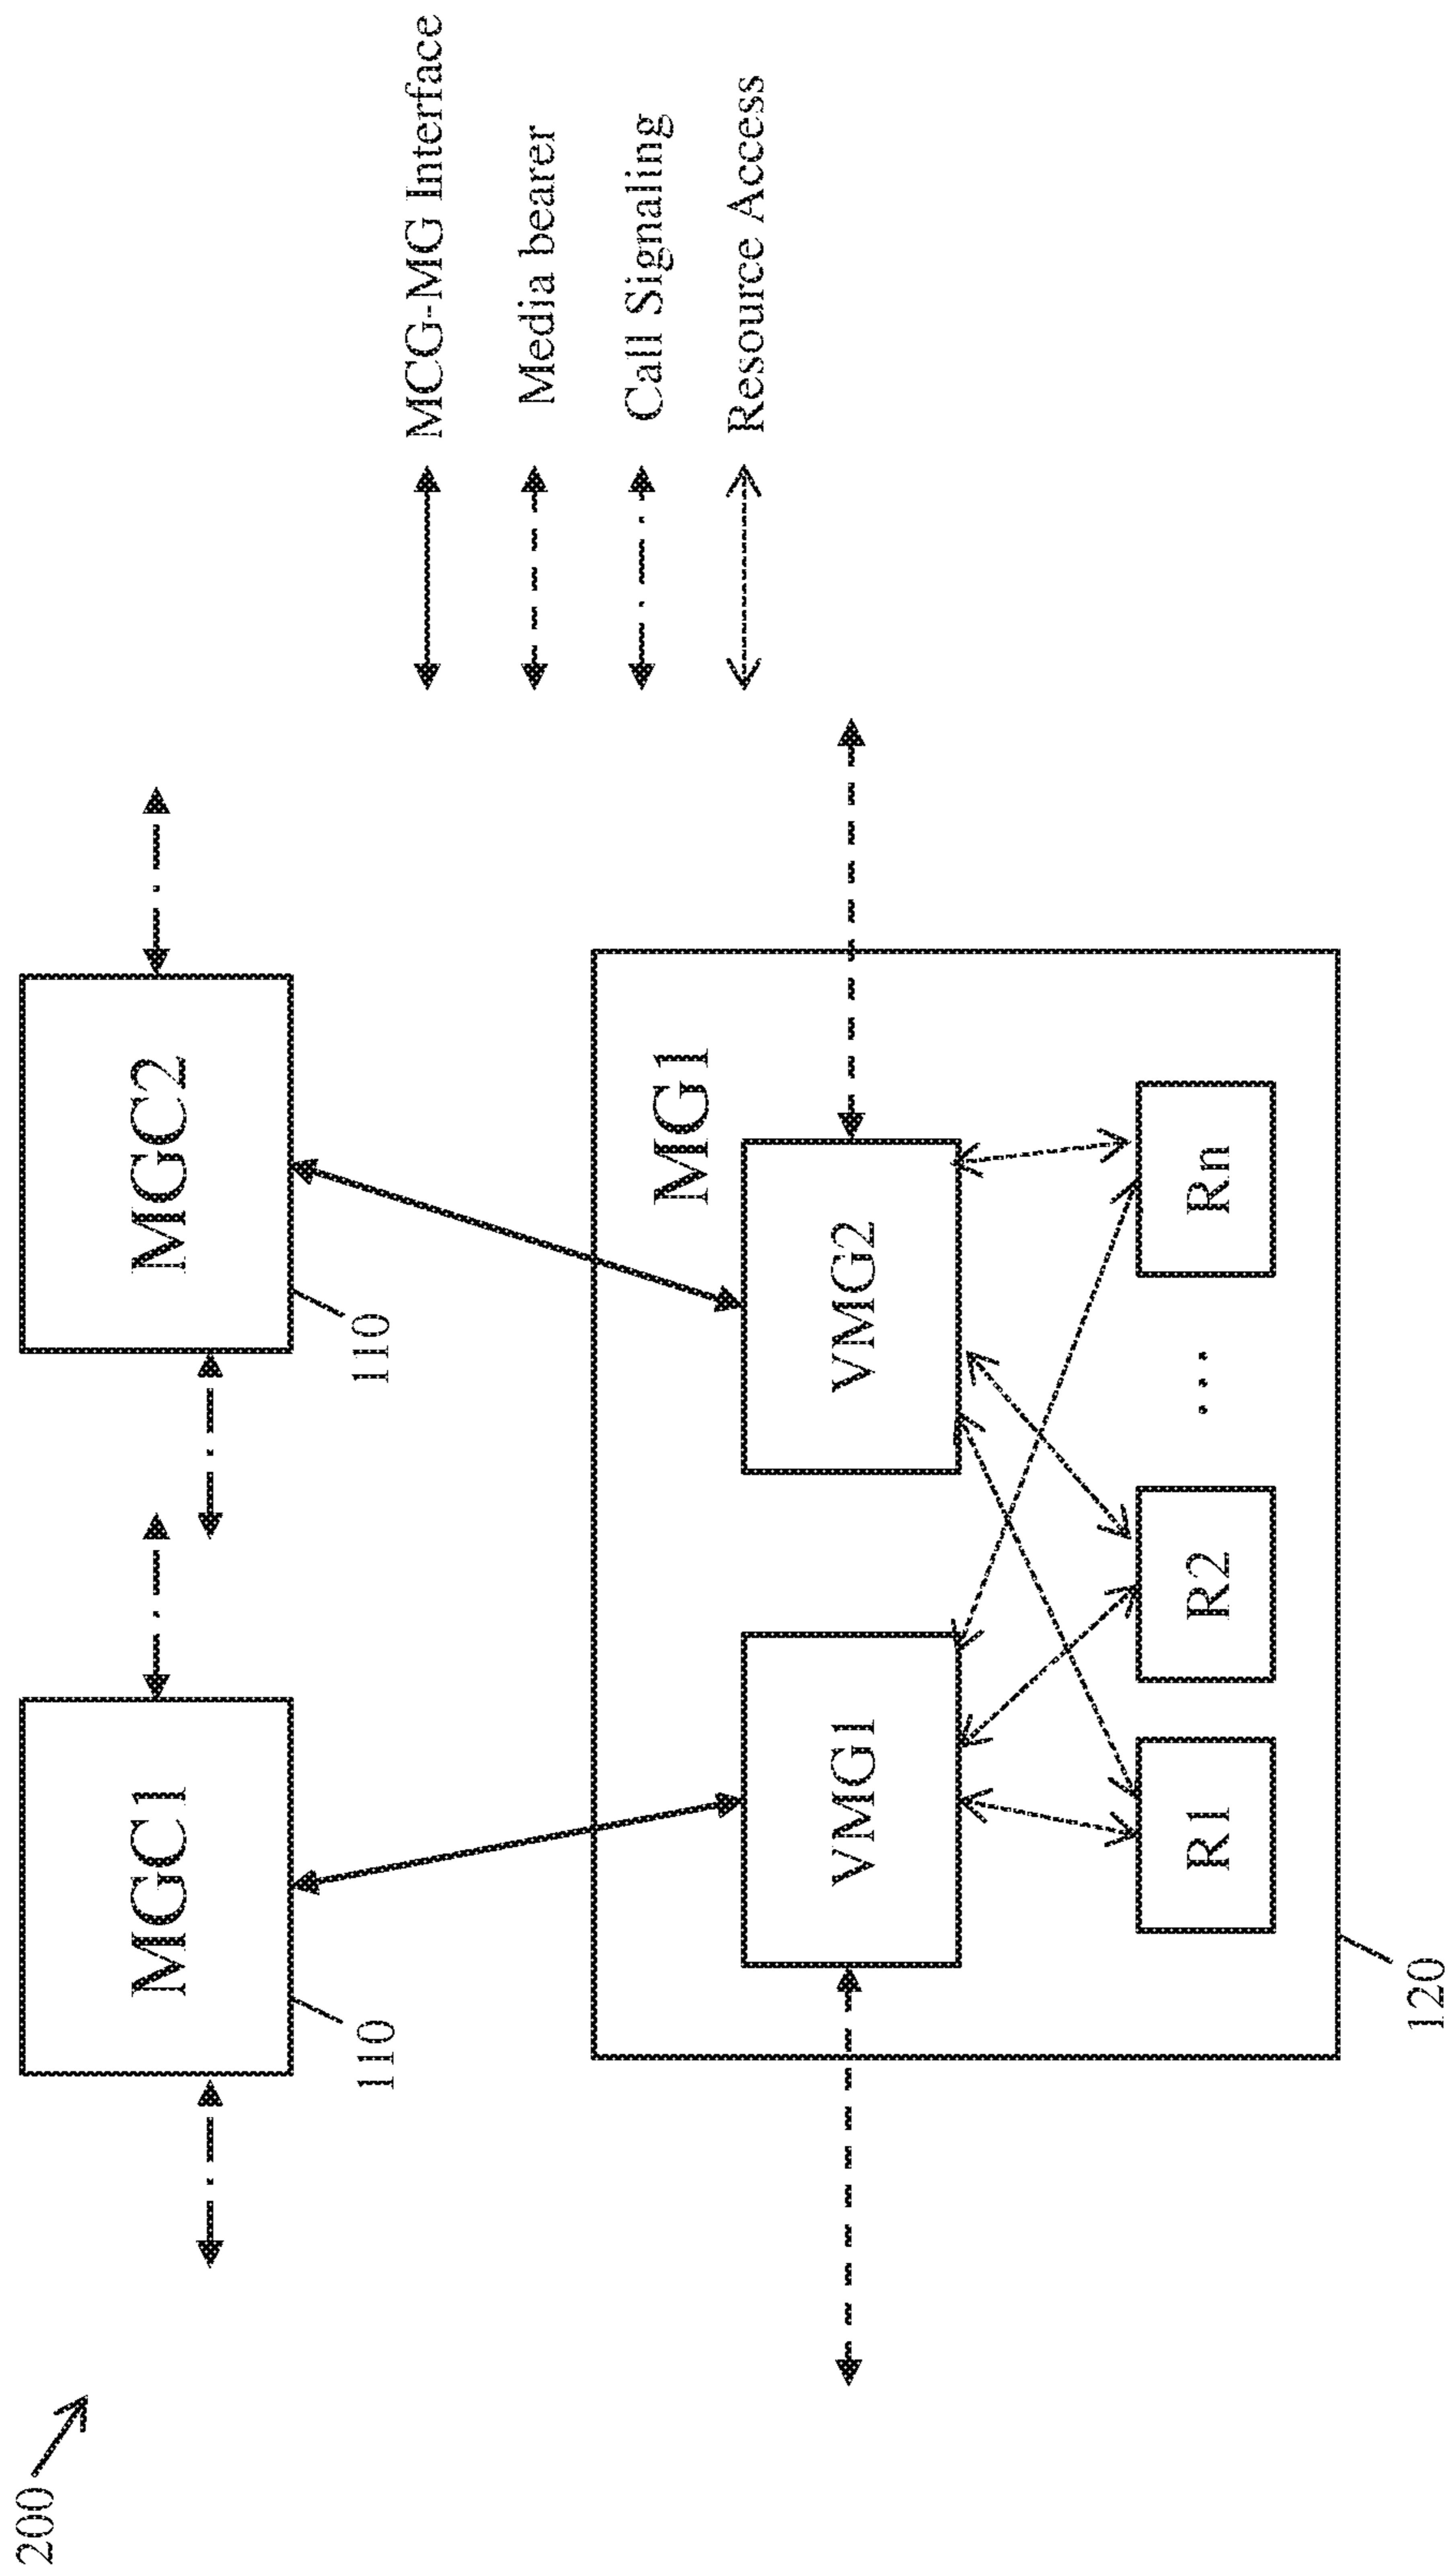 200
MGC1
MGC2
110
110
MG1
VMG1
VMG2
R1
R2
...
Rn
120
MCG-MG Interface
Media bearer
Call Signaling
Resource Access